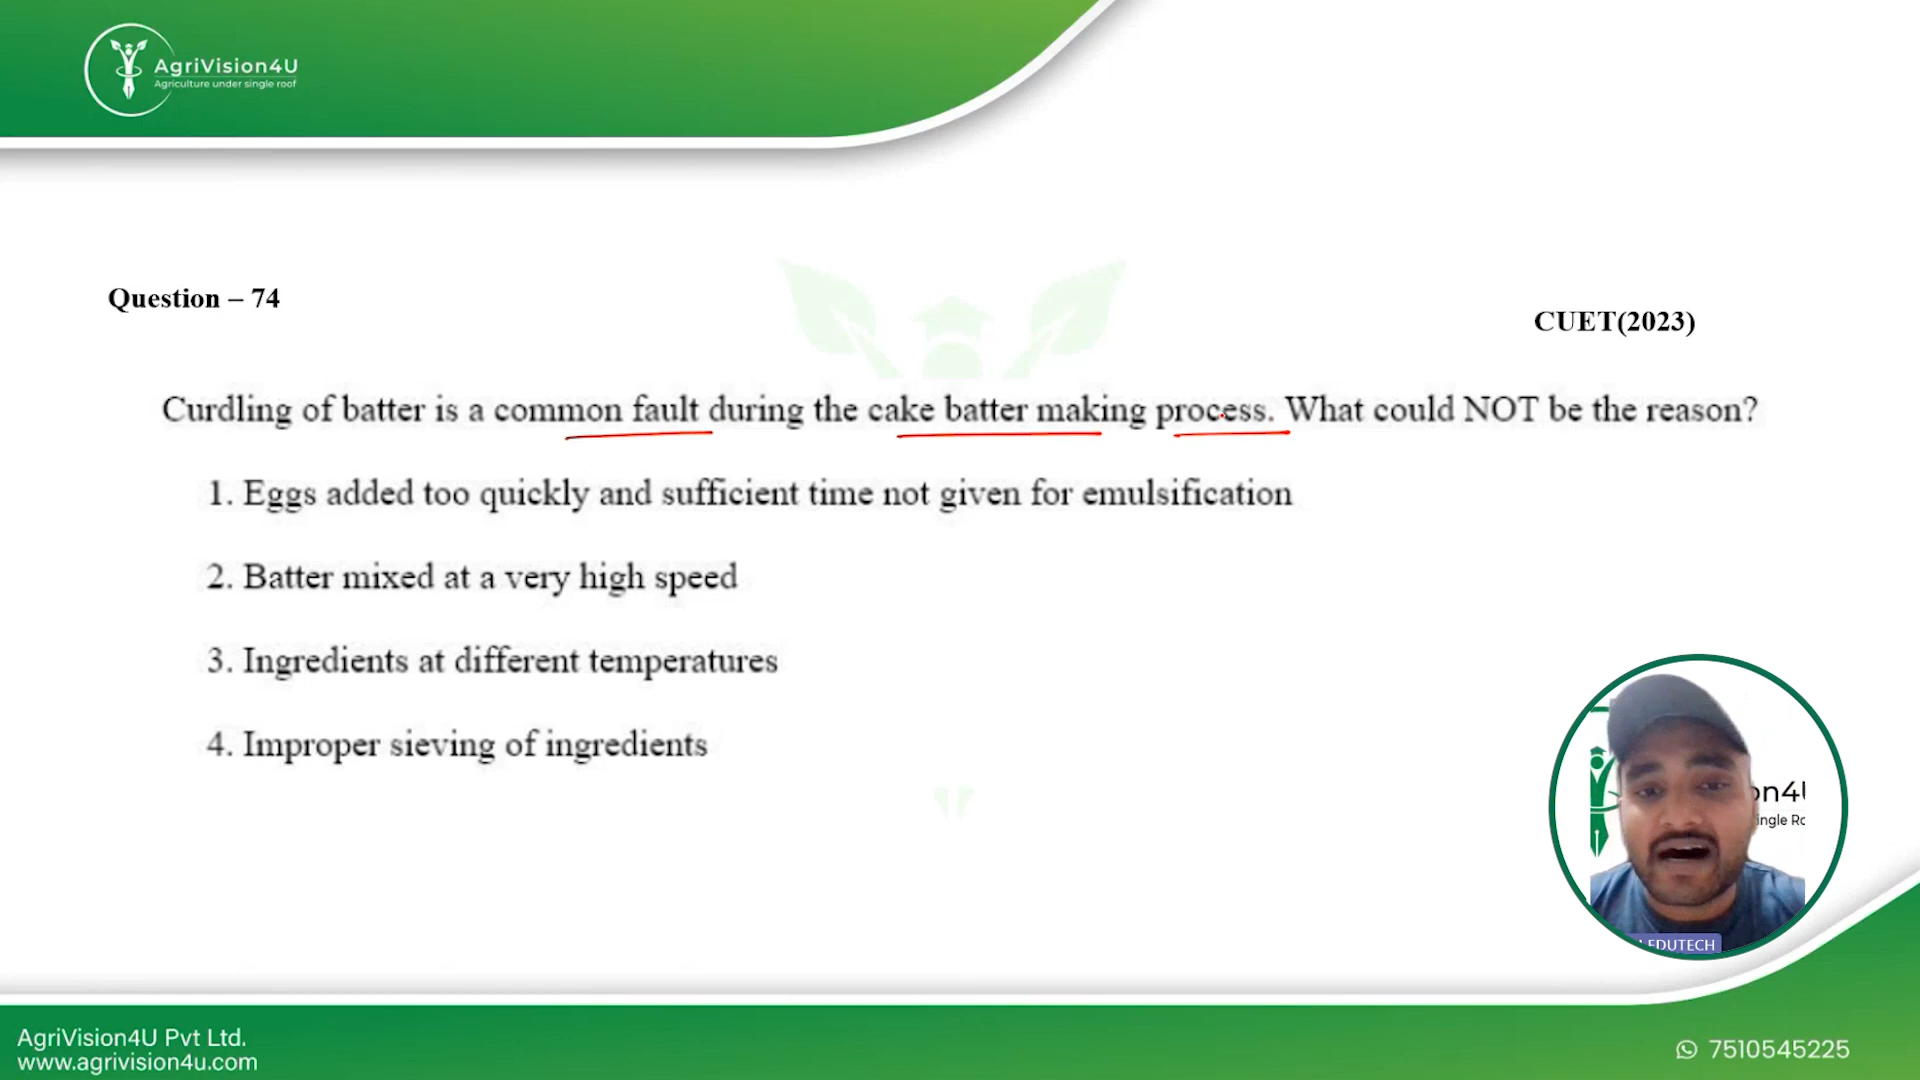 AgriVision4U
Agriculture under single roof
Question – 74
CUET(2023)
Curdling of batter is a common fault during the cake batter making process. What could NOT be the reason?
1. Eggs added too quickly and sufficient time not given for emulsification
2. Batter mixed at a very high speed
3. Ingredients at different temperatures
4. Improper sieving of ingredients
on4U
ingle Ro
EDUTECH
AgriVision4U Pvt Ltd.
www.agrivision4u.com
7510545225